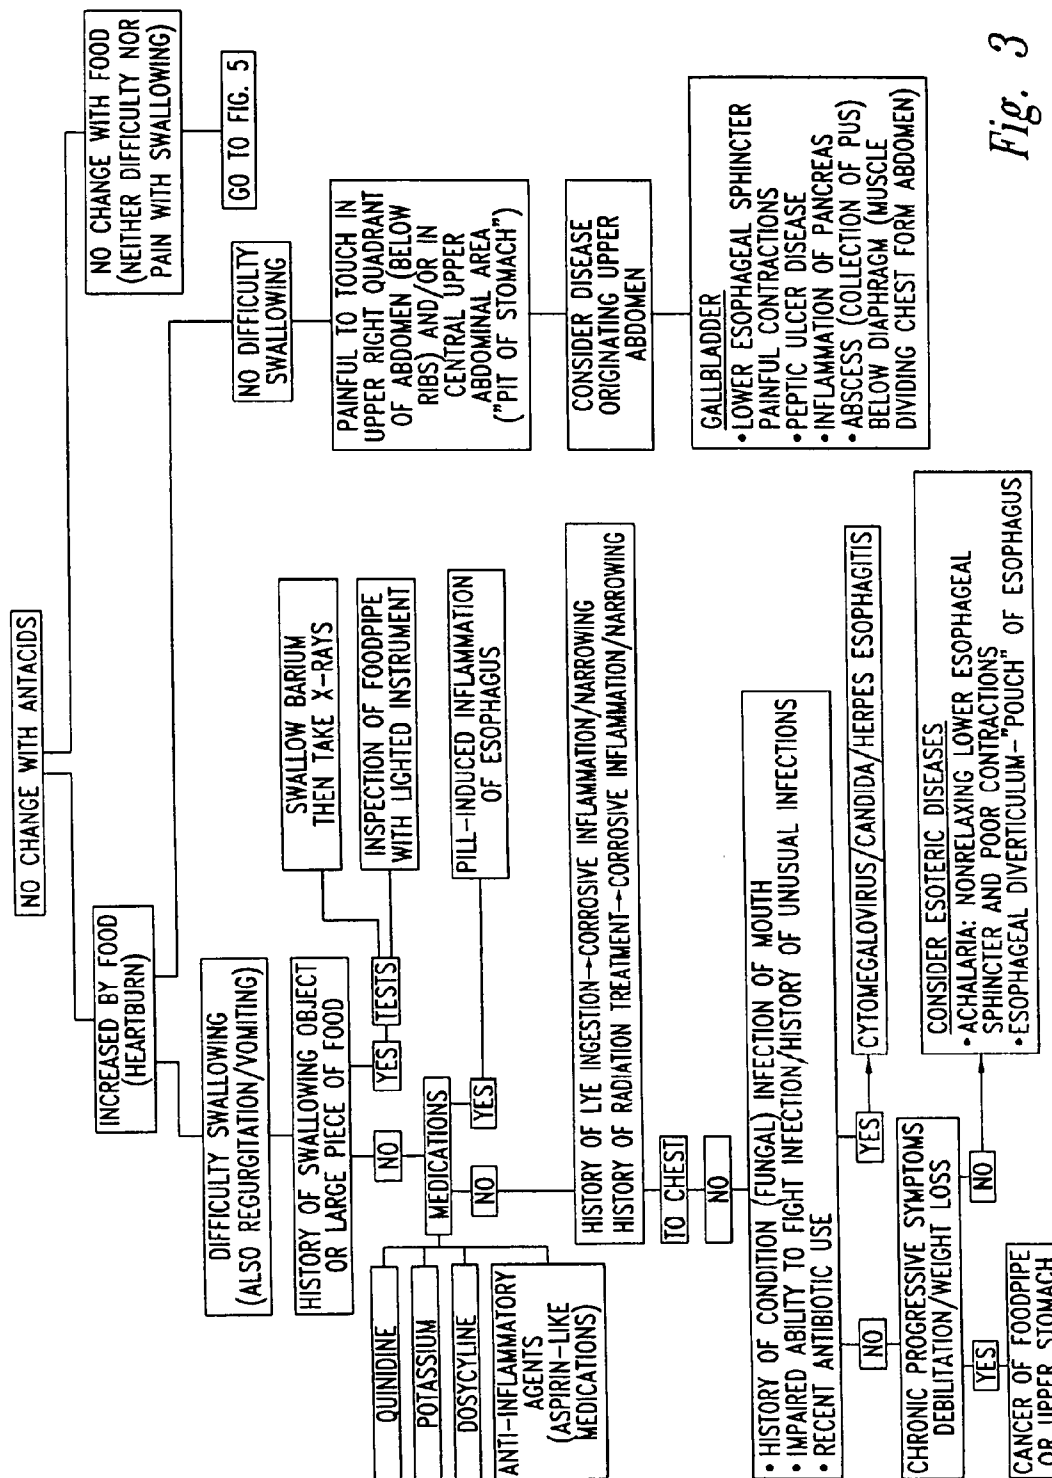 NO CHANGE WITH ANTACIDS
INCREASED BY FOOD
(HEARTBURN)
NO CHANGE WITH FOOD
(NEITHER DIFFICULTY NOR
PAIN WITH SWALLOWING)
GO TO FIG. 5
DIFFICULTY SWALLOWING
(ALSO REGURGITATION/VOMITING)
NO DIFFICULTY
SWALLOWING
HISTORY OF SWALLOWING OBJECT
OR LARGE PIECE OF FOOD
SWALLOW BARIUM
THEN TAKE X-RAYS
NO
YES
TESTS
INSPECTION OF FOODPIPE
WITH LIGHTED INSTRUMENT
PAINFUL TO TOUCH IN
UPPER RIGHT QUADRANT
OF ABDOMEN (BELOW
RIBS) AND/OR IN
CENTRAL UPPER
ABDOMINAL AREA
("PIT OF STOMACH")
QUINIDINE
POTASSIUM
DOSYCYLINE
ANTI-INFLAMMATORY
AGENTS
(ASPIRIN-LIKE
MEDICATIONS)
MEDICATIONS
NO
YES
PILL-INDUCED INFLAMMATION
OF ESOPHAGUS
CONSIDER DISEASE
ORIGINATING UPPER
ABDOMEN
HISTORY OF LYE INGESTION→CORROSIVE INFLAMMATION/NARROWING
HISTORY OF RADIATION TREATMENT→CORROSIVE INFLAMMATION/NARROWING
TO CHEST
NO
GALLBLADDER
• LOWER ESOPHAGEAL SPHINCTER
PAINFUL CONTRACTIONS
• PEPTIC ULCER DISEASE
• INFLAMMATION OF PANCREAS
• ABSCESS (COLLECTION OF PUS)
BELOW DIAPHRAGM (MUSCLE
DIVIDING CHEST FORM ABDOMEN)
• HISTORY OF CONDITION (FUNGAL) INFECTION OF MOUTH
• IMPAIRED ABILITY TO FIGHT INFECTION/HISTORY OF UNUSUAL INFECTIONS
• RECENT ANTIBIOTIC USE
NO
YES
CYTOMEGALOVIRUS/CANDIDA/HERPES ESOPHAGITIS
CHRONIC PROGRESSIVE SYMPTOMS
DEBILITATION/WEIGHT LOSS
YES
NO
CONSIDER ESOTERIC DISEASES
• ACHALARIA: NONRELAXING LOWER ESOPHAGEAL
SPHINCTER AND POOR CONTRACTIONS
• ESOPHAGEAL DIVERTICULUM-"POUCH" OF ESOPHAGUS
CANCER OF FOODPIPE
OR UPPER STOMACH
Fig. 3